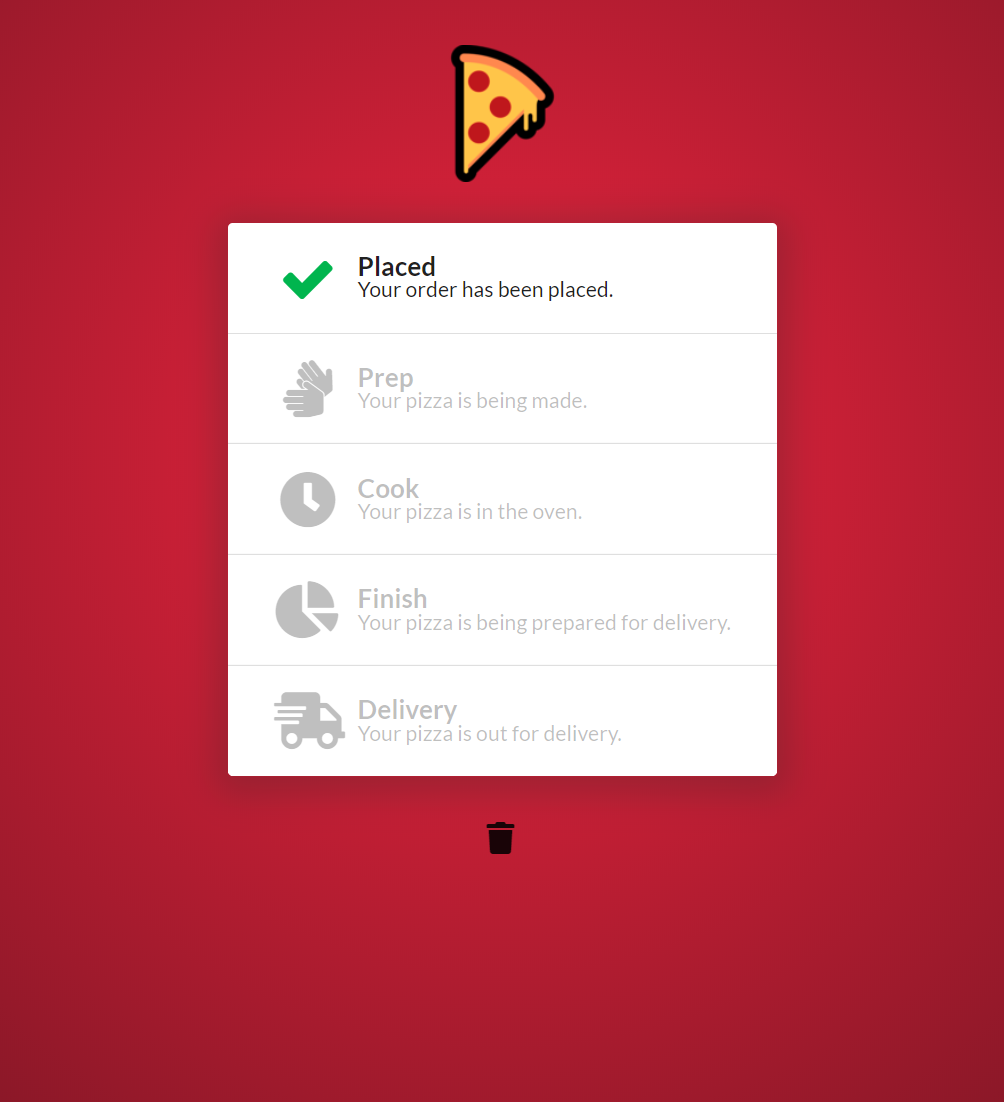 Placed
Your order has been placed.
Prep
Your pizza is being made.
Cook
Your pizza is in the oven.
Finish
Your pizza is being prepared for delivery.
Delivery
Your pizza is out for delivery.